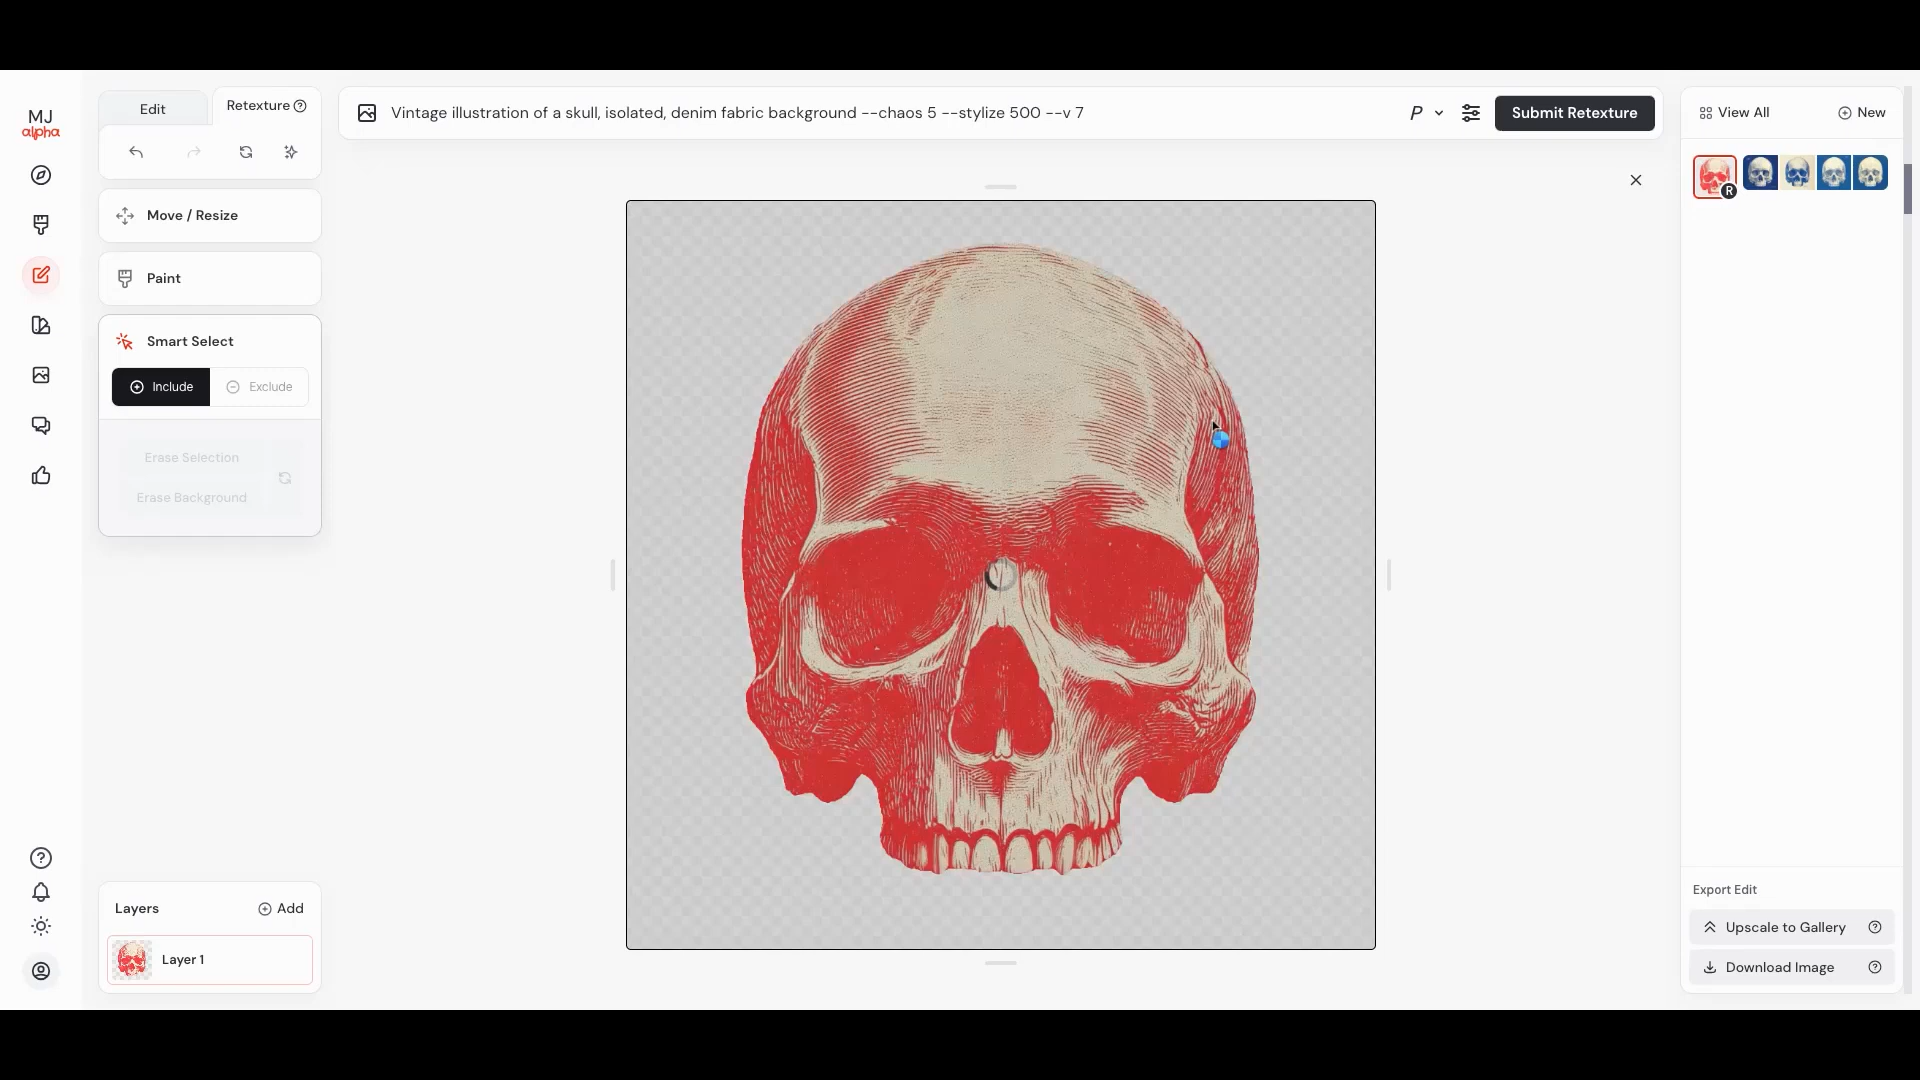 MJ
alpha
Edit
Retexture
Move / Resize
Paint
Smart Select
Include
Exclude
Erase Selection
Erase Background
Layers
Add
Layer 1
Vintage illustration of a skull, isolated, denim fabric background --chaos 5 --stylize 500 --v 7
P
Submit Retexture
View All
New
R
Export Edit
Upscale to Gallery
Download Image